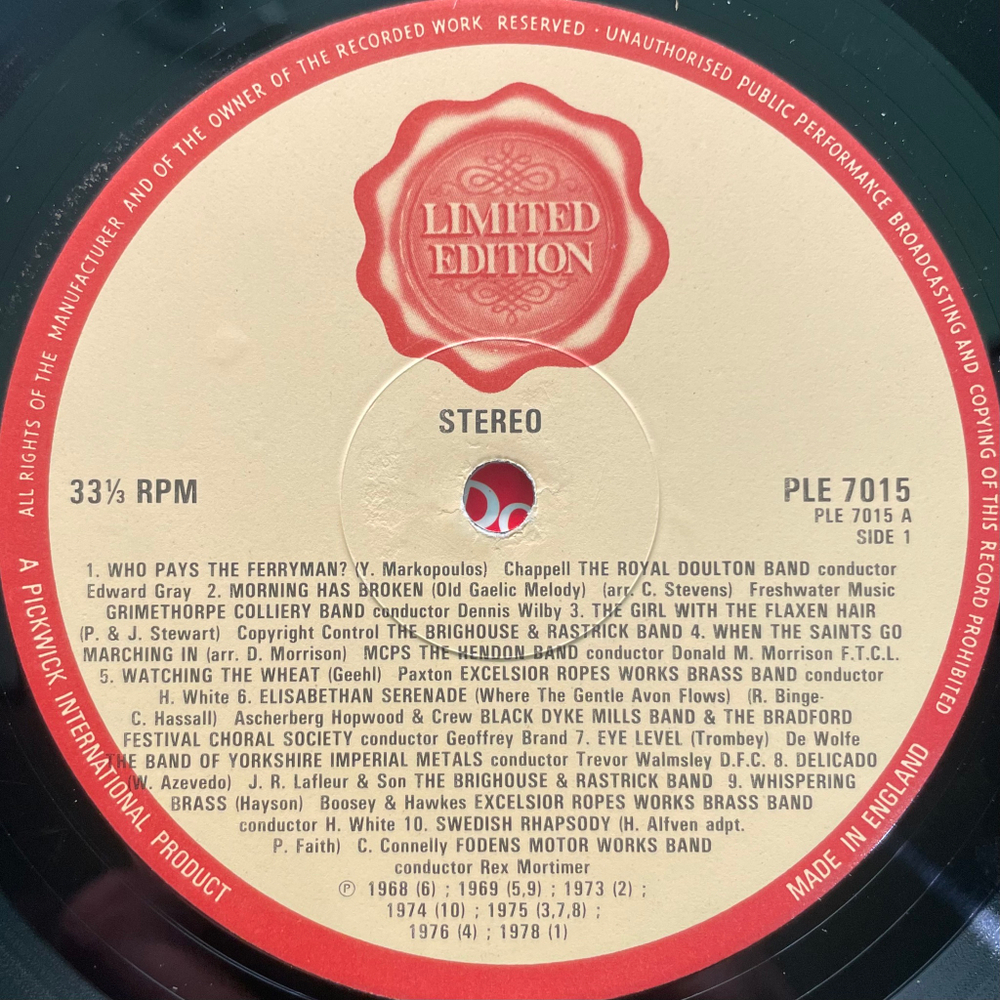 ALL RIGHTS OF THE MANUFACTURER AND OF THE OWNER OF THE RECORDED WORK RESERVED · UNAUTHORISED PUBLIC PERFORMANCE BROADCASTING AND COPYING OF THIS RECORD PROHIBITED
LIMITED
EDITION
STEREO
33⅓ RPM
PLE 7015
PLE 7015 A
SIDE 1
Do
1. WHO PAYS THE FERRYMAN? (Y. Markopoulos) Chappell THE ROYAL DOULTON BAND conductor
Edward Gray 2. MORNING HAS BROKEN (Old Gaelic Melody) (arr. C. Stevens) Freshwater Music
GRIMETHORPE COLLIERY BAND conductor Dennis Wilby 3. THE GIRL WITH THE FLAXEN HAIR
(P. & J. Stewart) Copyright Control THE BRIGHOUSE & RASTRICK BAND 4. WHEN THE SAINTS GO
MARCHING IN (arr. D. Morrison) MCPS THE HENDON BAND conductor Donald M. Morrison F.T.C.L.
5. WATCHING THE WHEAT (Geehl) Paxton EXCELSIOR ROPES WORKS BRASS BAND conductor
H. White 6. ELISABETHAN SERENADE (Where The Gentle Avon Flows) (R. Binge-
C. Hassall) Ascherberg Hopwood & Crew BLACK DYKE MILLS BAND & THE BRADFORD
FESTIVAL CHORAL SOCIETY conductor Geoffrey Brand 7. EYE LEVEL (Trombey) De Wolfe
THE BAND OF YORKSHIRE IMPERIAL METALS conductor Trevor Walmsley D.F.C. 8. DELICADO
(W. Azevedo) J. R. Lafleur & Son THE BRIGHOUSE & RASTRICK BAND 9. WHISPERING
BRASS (Hayson) Boosey & Hawkes EXCELSIOR ROPES WORKS BRASS BAND
conductor H. White 10. SWEDISH RHAPSODY (H. Alfven adpt.
P. Faith) C. Connelly FODENS MOTOR WORKS BAND
conductor Rex Mortimer
℗ 1968 (6) ; 1969 (5,9) ; 1973 (2) ;
1974 (10) ; 1975 (3,7,8) ;
1976 (4) ; 1978 (1)
A PICKWICK INTERNATIONAL PRODUCT
MADE IN ENGLAND